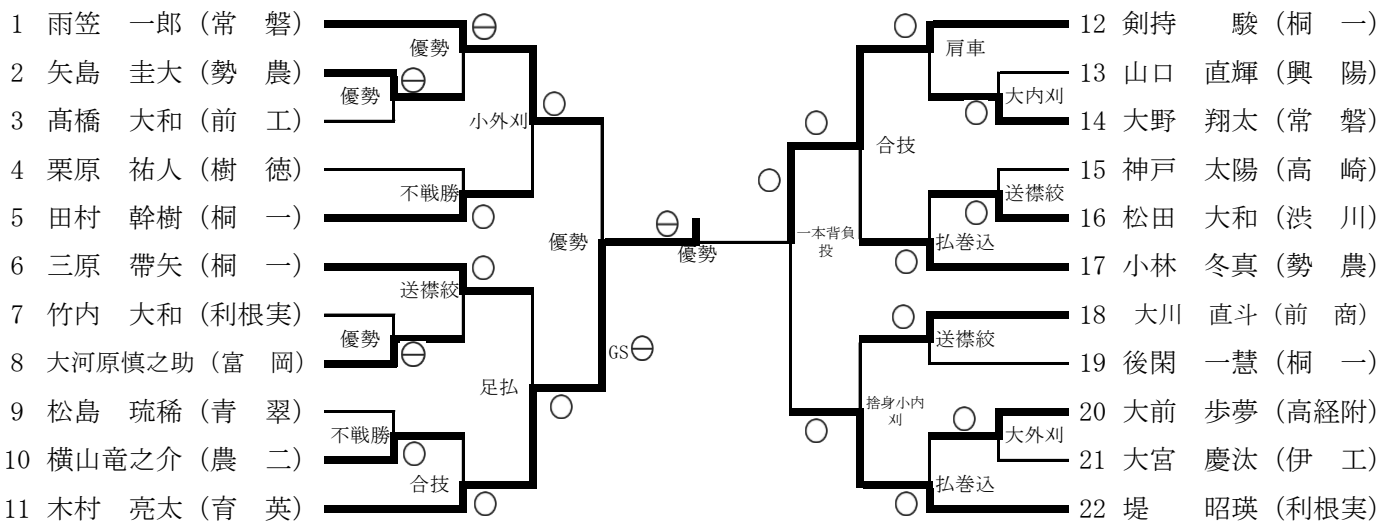 1 雨笠 一郎（常 磐）
2 矢島 圭大（勢 農）
3 髙橋 大和（前 工）
4 栗原 祐人（樹 徳）
5 田村 幹樹（桐 一）
6 三原 帶矢（桐 一）
7 竹内 大和（利根実）
8 大河原慎之助（富 岡）
9 松島 琉稀（青 翠）
10 横山竜之介（農 二）
11 木村 亮太（育 英）
優勢
優勢
小外刈
不戦勝
送襟絞
優勢
足払
不戦勝
合技
優勢
GS
優勢
一本背負
投
合技
肩車
大内刈
送襟絞
払巻込
送襟絞
捨身小内
刈
大外刈
払巻込
12 剣持 駿（桐 一）
13 山口 直輝（興 陽）
14 大野 翔太（常 磐）
15 神戸 太陽（高 崎）
16 松田 大和（渋 川）
17 小林 冬真（勢 農）
18 大川 直斗（前 商）
19 後閑 一慧（桐 一）
20 大前 歩夢（高経附）
21 大宮 慶汰（伊 工）
22 堤 昭瑛（利根実）